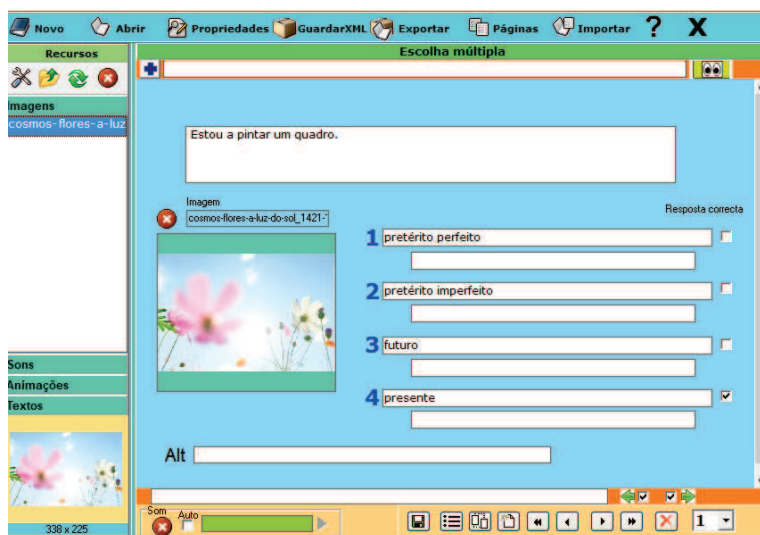 Novo Abrir Propriedades GuardarXML Exportar Páginas Importar ? X
Recursos
Escolha múltipla
Imagens
cosmos-flores-a-luz
Estou a pintar um quadro.
Imagem
cosmos-flores-a-luz-do-sol_1421-
Resposta correcta
1 pretérito perfeito
2 pretérito imperfeito
3 futuro
4 presente
Sons
Animações
Textos
Alt
Som
Auto
1
338 x 225